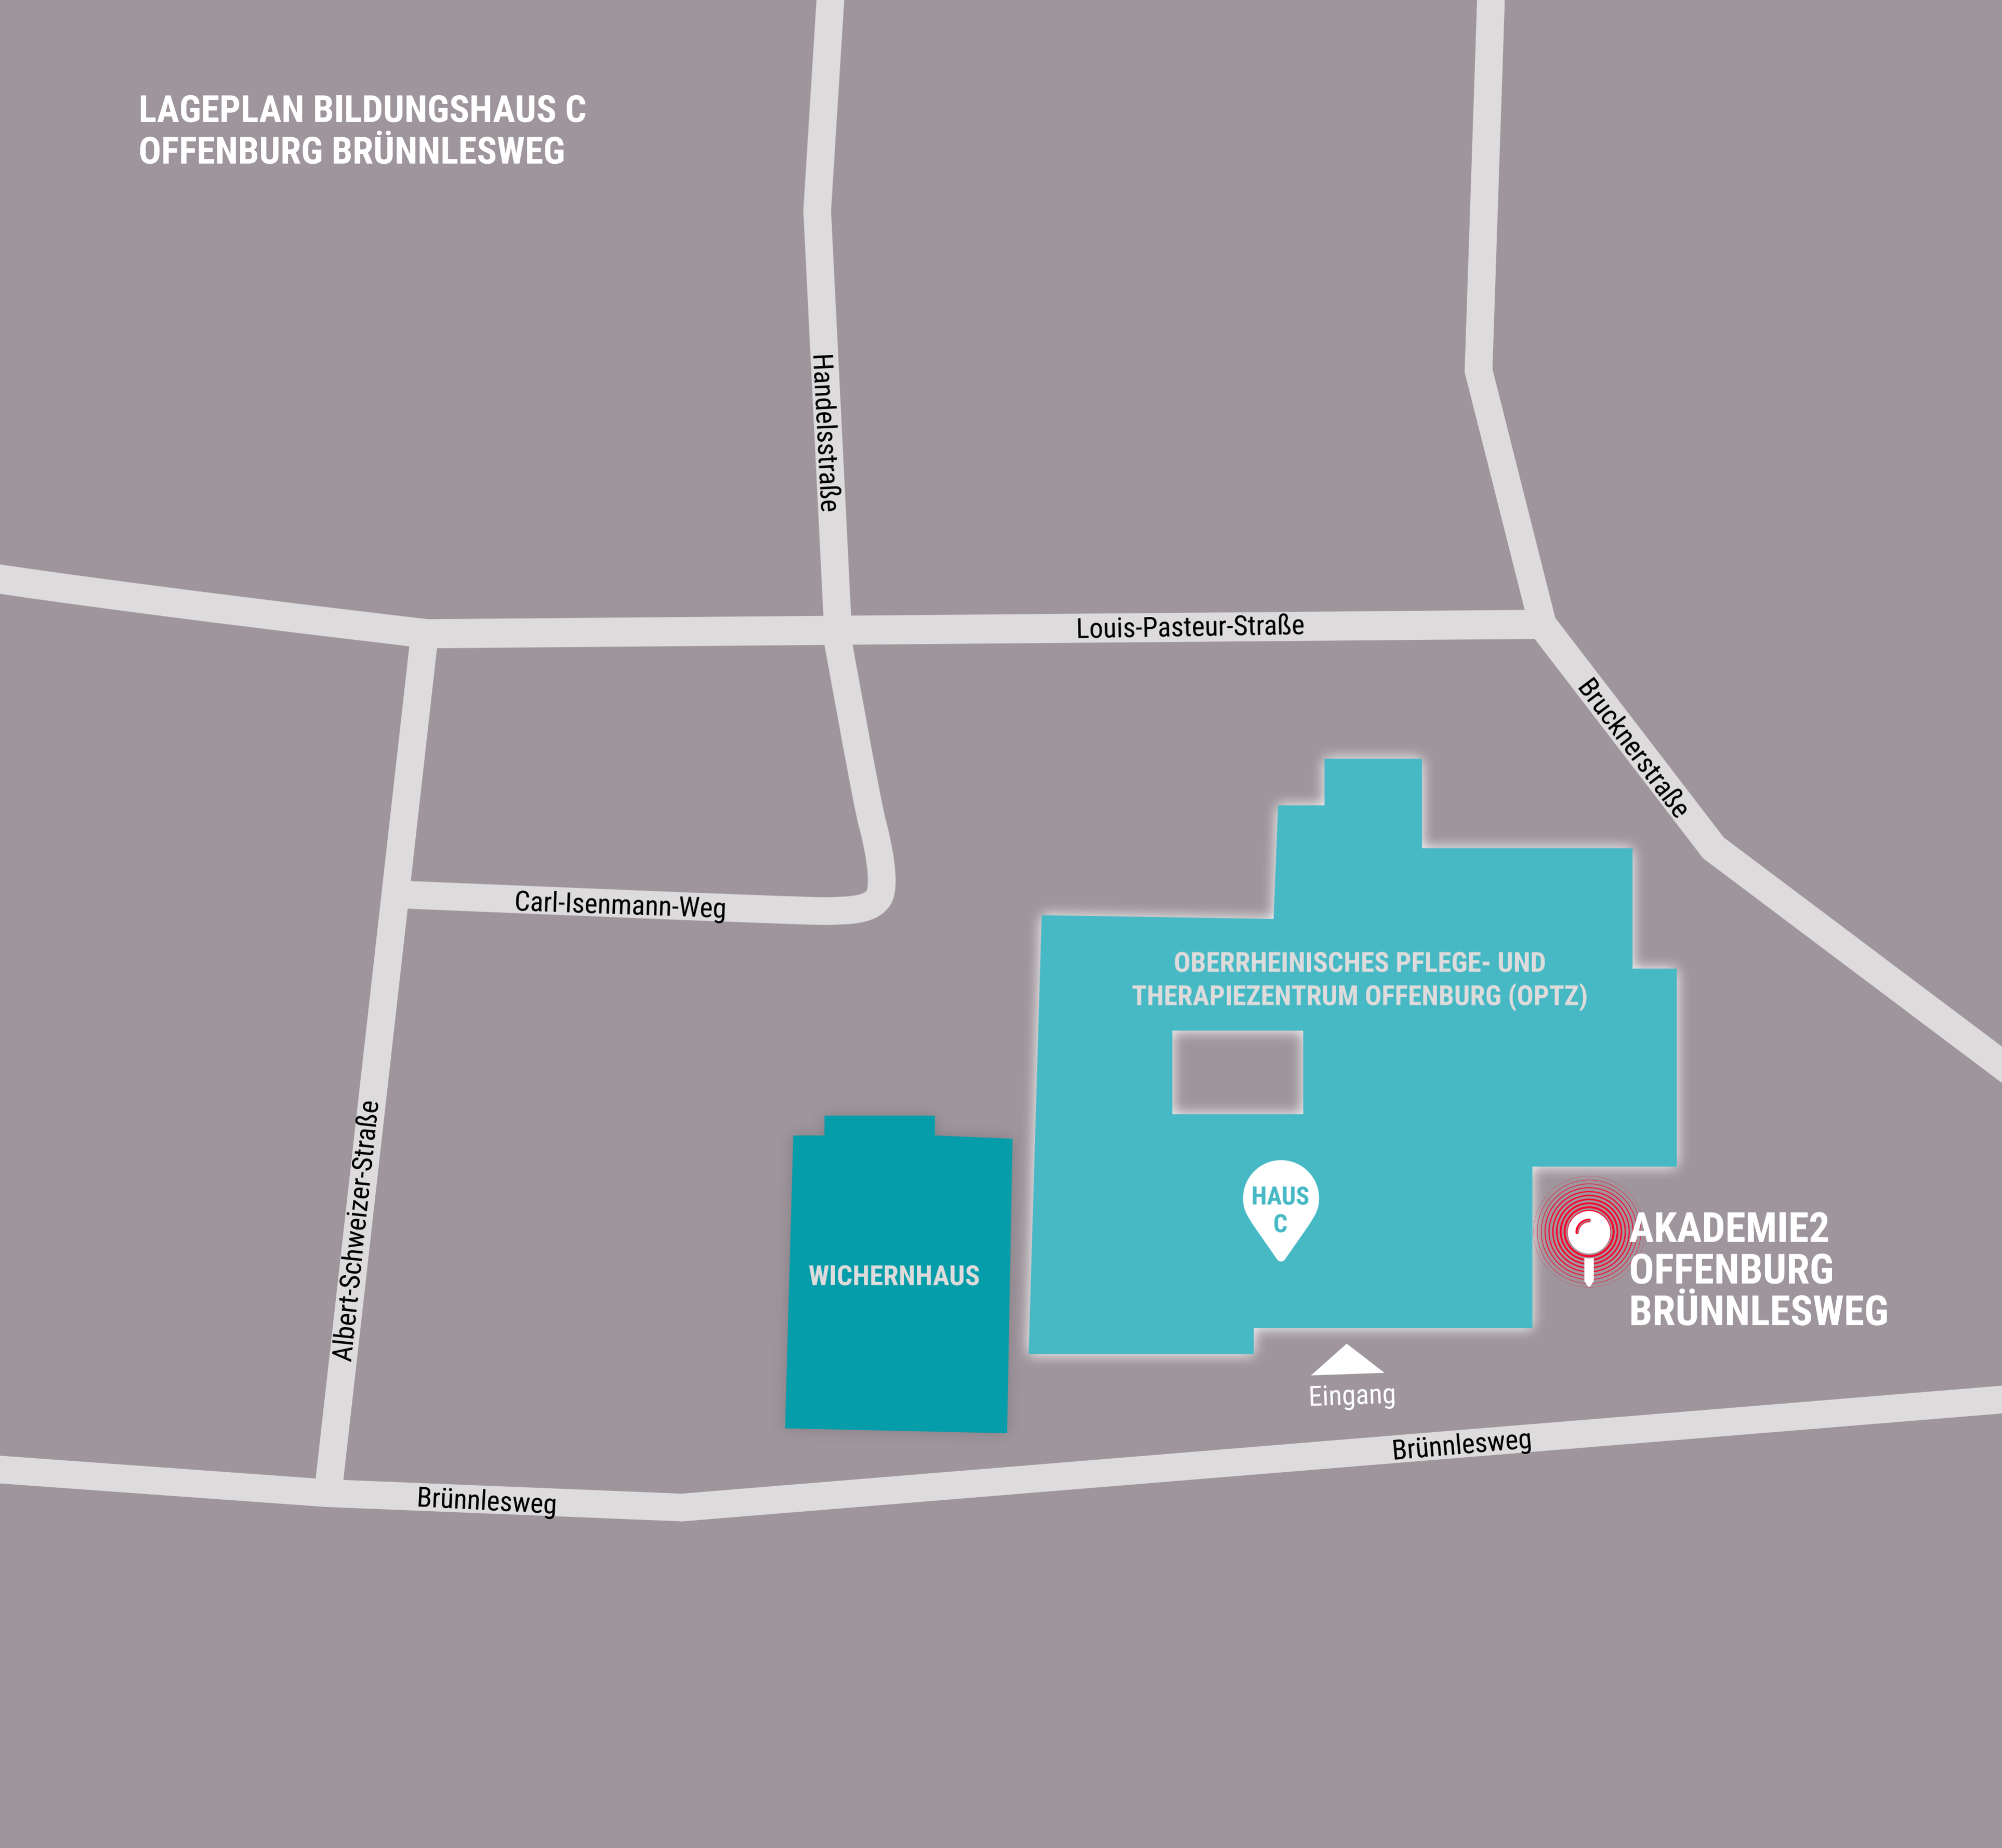 LAGEPLAN BILDUNGSHAUS C
OFFENBURG BRÜNNLESWEG
Handelsstraße
Louis-Pasteur-Straße
Brucknerstraße
Carl-Isenmann-Weg
OBERRHEINISCHES PFLEGE- UND
THERAPIEZENTRUM OFFENBURG (OPTZ)
Albert-Schweizer-Straße
HAUS
C
WICHERNHAUS
AKADEMIE2
OFFENBURG
BRÜNNLESWEG
Eingang
Brünnlesweg
Brünnlesweg